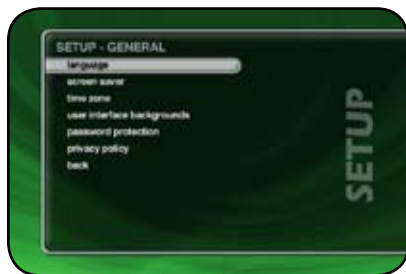 SETUP - GENERAL
language
screen saver
time zone
user interface backgrounds
password protection
privacy policy
back
SETUP